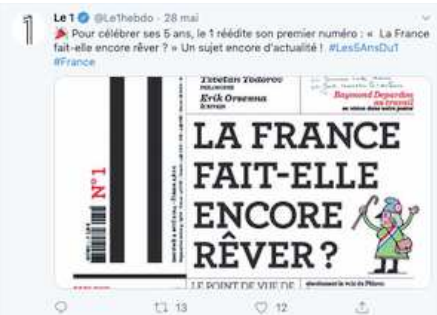 Le 1 @Le1hebdo · 28 mai
Pour célébrer ses 5 ans, le 1 réédite son premier numéro : « La France
fait-elle encore rêver ? » Un sujet encore d'actualité ! #Les5AnsDu1
#France
Tzvetan Todorov
Erik Orsenna
Raymond Depardon
au travail
N° 1
LA FRANCE
FAIT-ELLE
ENCORE
RÊVER ?
LE POINT DE VUE DE
13
12